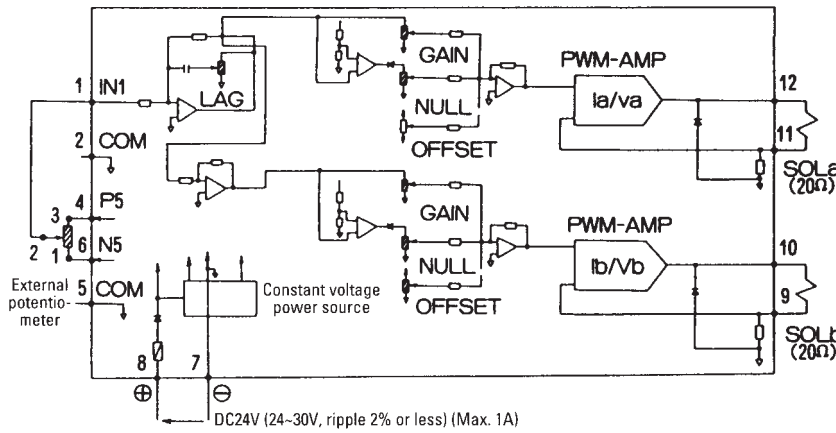 1 IN1
LAG
GAIN
NULL
OFFSET
PWM-AMP
Ia/va
12
11
SOLa
(20Ω)
2 COM
4 P5
3
2
1
6 N5
5 COM
External
potentio-
meter
Constant voltage
power source
GAIN
NULL
OFFSET
PWM-AMP
Ib/Vb
10
9
SOLb
(20Ω)
8
7
⊕
⊖
DC24V (24~30V, ripple 2% or less) (Max. 1A)